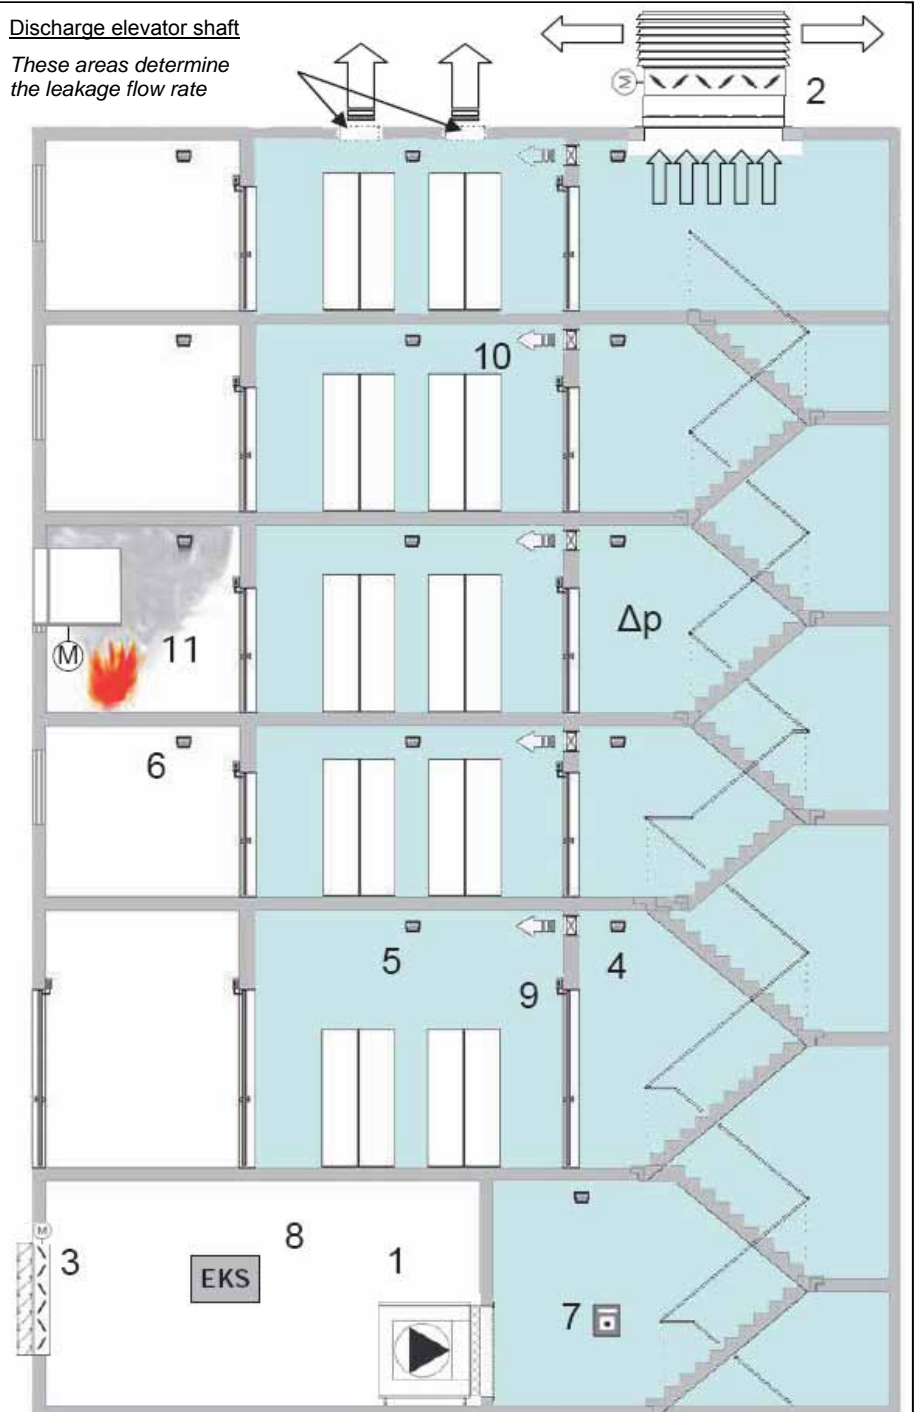 Discharge elevator shaft
These areas determine
the leakage flow rate
M
2
10
Δp
M
11
6
5
4
9
M
3
8
1
EKS
7